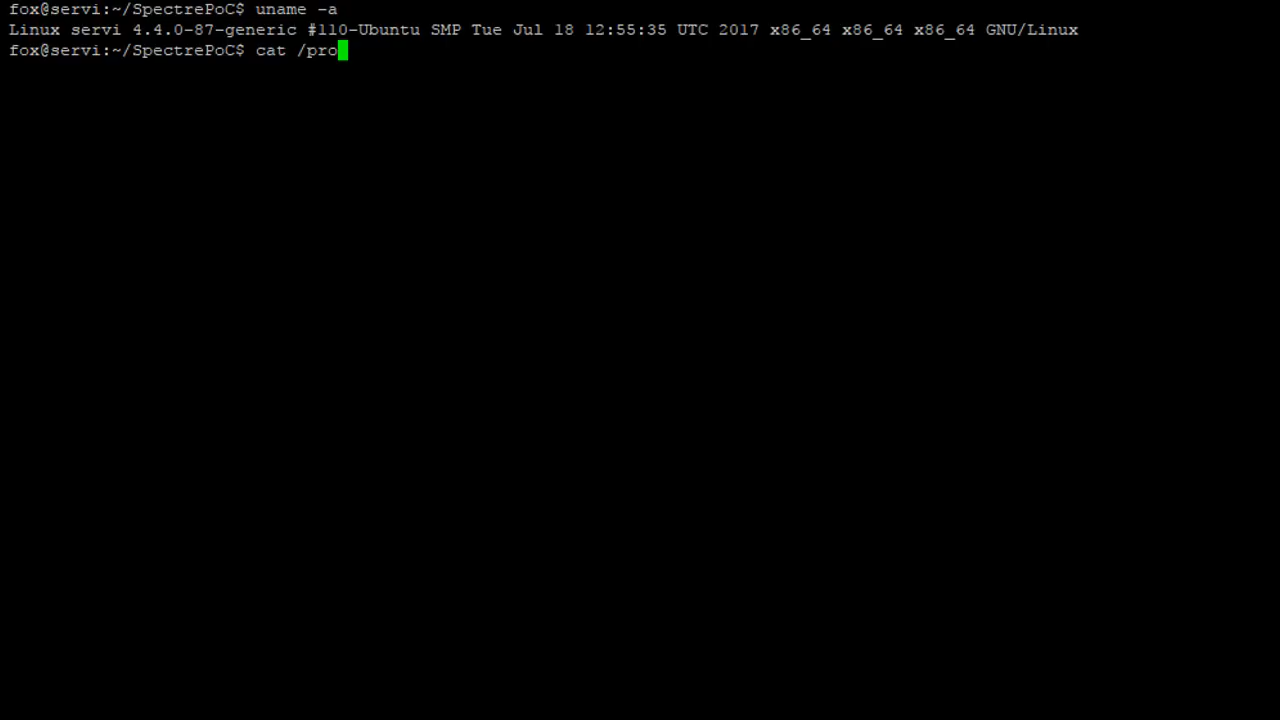 fox@servi:~/SpectrePoC$ uname -a
Linux servi 4.4.0-87-generic #110-Ubuntu SMP Tue Jul 18 12:55:35 UTC 2017 x86_64 x86_64 x86_64 GNU/Linux
fox@servi:~/SpectrePoC$ cat /pro